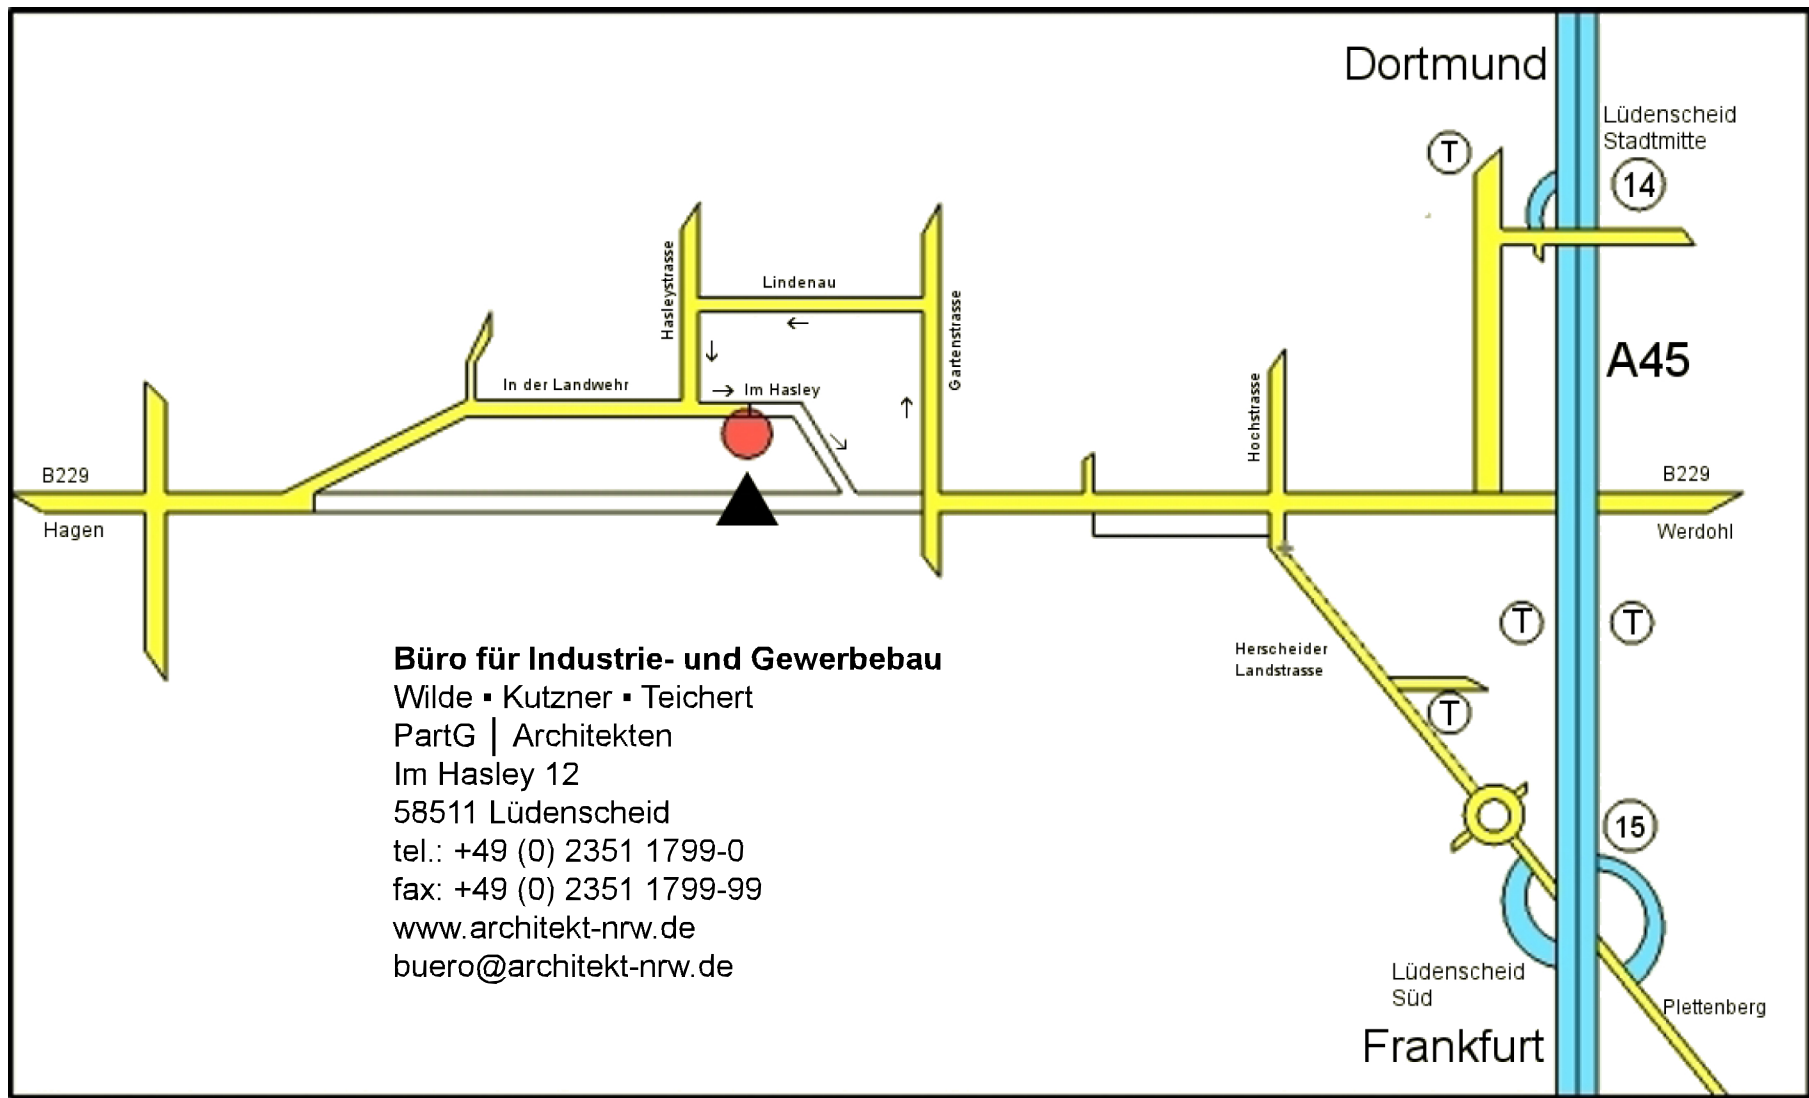 Dortmund
Lüdenscheid
Stadtmitte
T
14
Hasleystrasse
Lindenau
←
Gartenstrasse
A45
↓
In der Landwehr
→ Im Hasley
↑
Hochstrasse
↘
B229
B229
Hagen
Werdohl
T
T
Herscheider
Landstrasse
T
Büro für Industrie- und Gewerbebau
Wilde ▪ Kutzner ▪ Teichert
PartG | Architekten
Im Hasley 12
58511 Lüdenscheid
tel.: +49 (0) 2351 1799-0
fax: +49 (0) 2351 1799-99
www.architekt-nrw.de
buero@architekt-nrw.de
15
Lüdenscheid
Süd
Plettenberg
Frankfurt